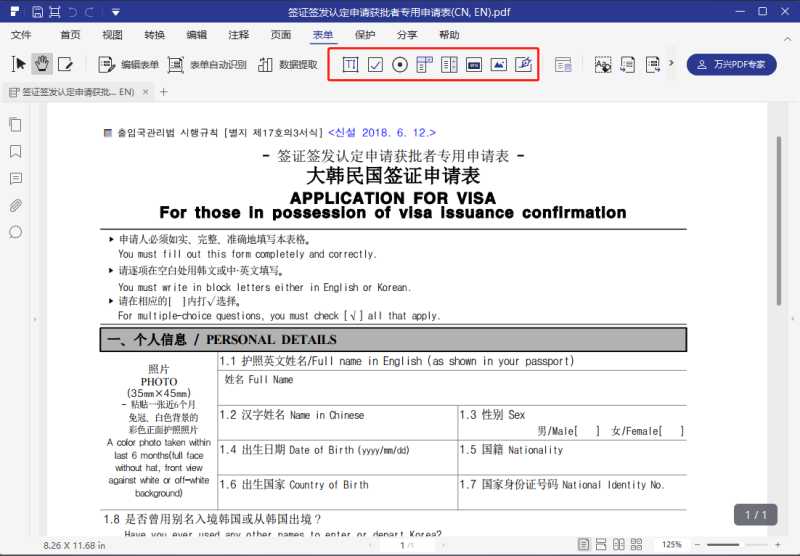 签证签发认定申请获批者专用申请表(CN, EN).pdf
文件 首页 视图 转换 编辑 注释 页面 表单 保护 分享 帮助
编辑表单 表单自动识别 数据提取 万兴PDF专家
签证签发认定申请获批... EN)
출입국관리법 시행규칙 [별지 제17호의3서식] <신설 2018. 6. 12.>
- 签证签发认定申请获批者专用申请表 -
大韩民国签证申请表
APPLICATION FOR VISA
For those in possession of visa issuance confirmation
▶ 申请人必须如实、完整、准确地填写本表格。
You must fill out this form completely and correctly.
▶ 请逐项在空白处用韩文或中·英文填写。
You must write in block letters either in English or Korean.
▶ 请在相应的[ ]内打√选择。
For multiple-choice questions, you must check [√] all that apply.
一、个人信息 / PERSONAL DETAILS
照片
PHOTO
(35㎜×45㎜)
- 粘贴一张近6个月
免冠、白色背景的
彩色正面护照照片
A color photo taken within
last 6 months(full face
without hat, front view
against white or off-white
background)
1.1 护照英文姓名/Full name in English (as shown in your passport)
姓名 Full Name
1.2 汉字姓名 Name in Chinese
1.3 性别 Sex
男/Male[ ] 女/Female[ ]
1.4 出生日期 Date of Birth (yyyy/mm/dd)
1.5 国籍 Nationality
1.6 出生国家 Country of Birth
1.7 国家身份证号码 National Identity No.
1.8 是否曾用别名入境韩国或从韩国出境？
Have you ever used any other names to enter or depart Korea?
1 / 1
8.26 X 11.68 in
1 /1
125%